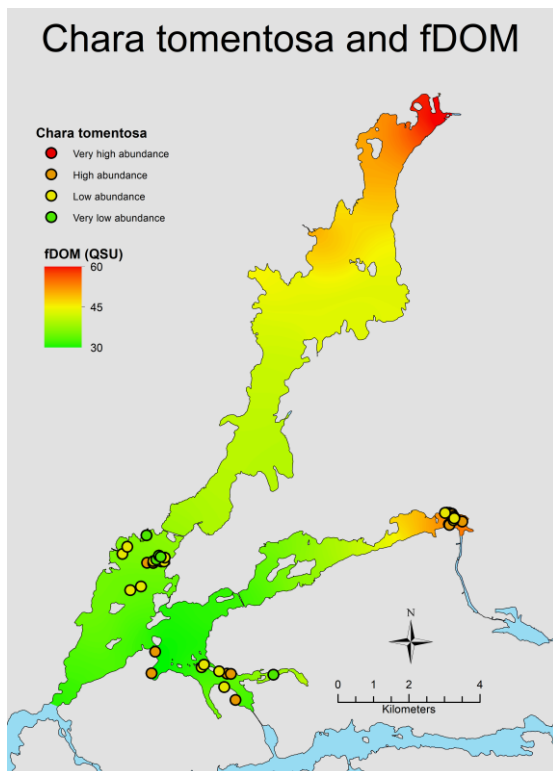 Chara tomentosa and fDOM
Chara tomentosa
Very high abundance
High abundance
Low abundance
Very low abundance
fDOM (QSU)
60
45
30
N
0 1 2 4
Kilometers